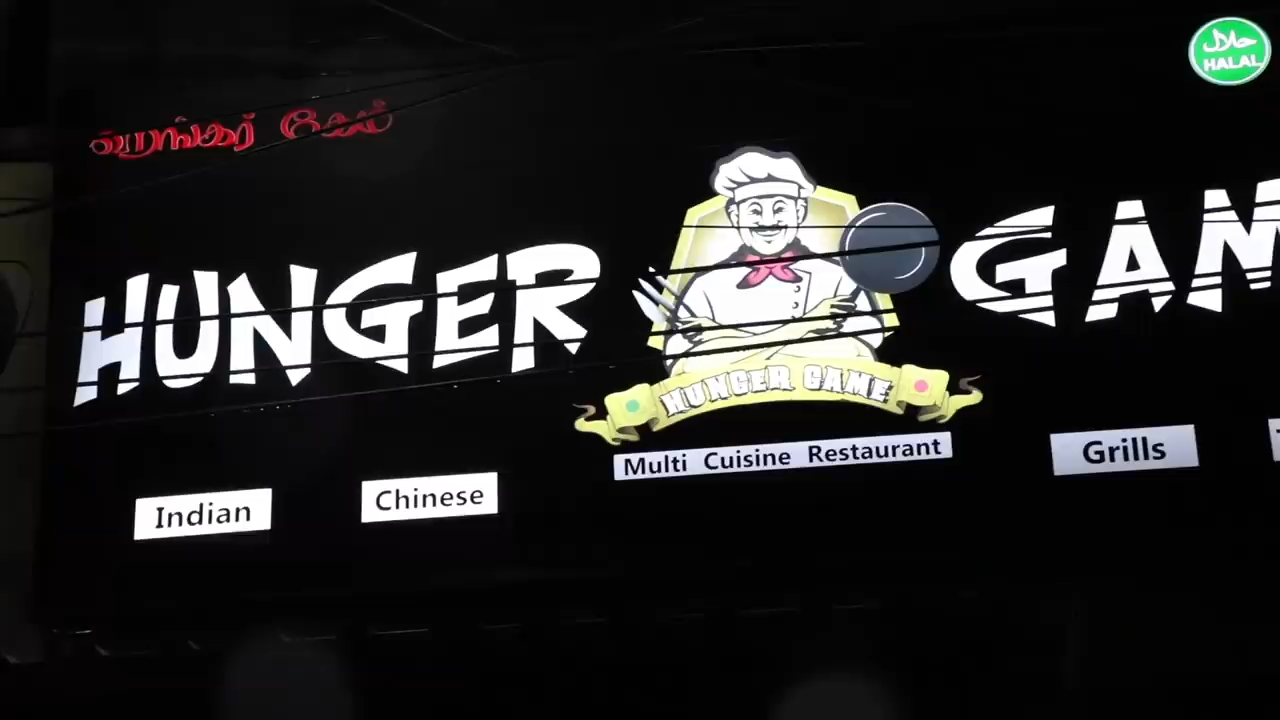 حلال
HALAL
ஹங்கர் கேம்
HUNGER GAM
HUNGER GAME
Multi Cuisine Restaurant
Grills
Indian
Chinese